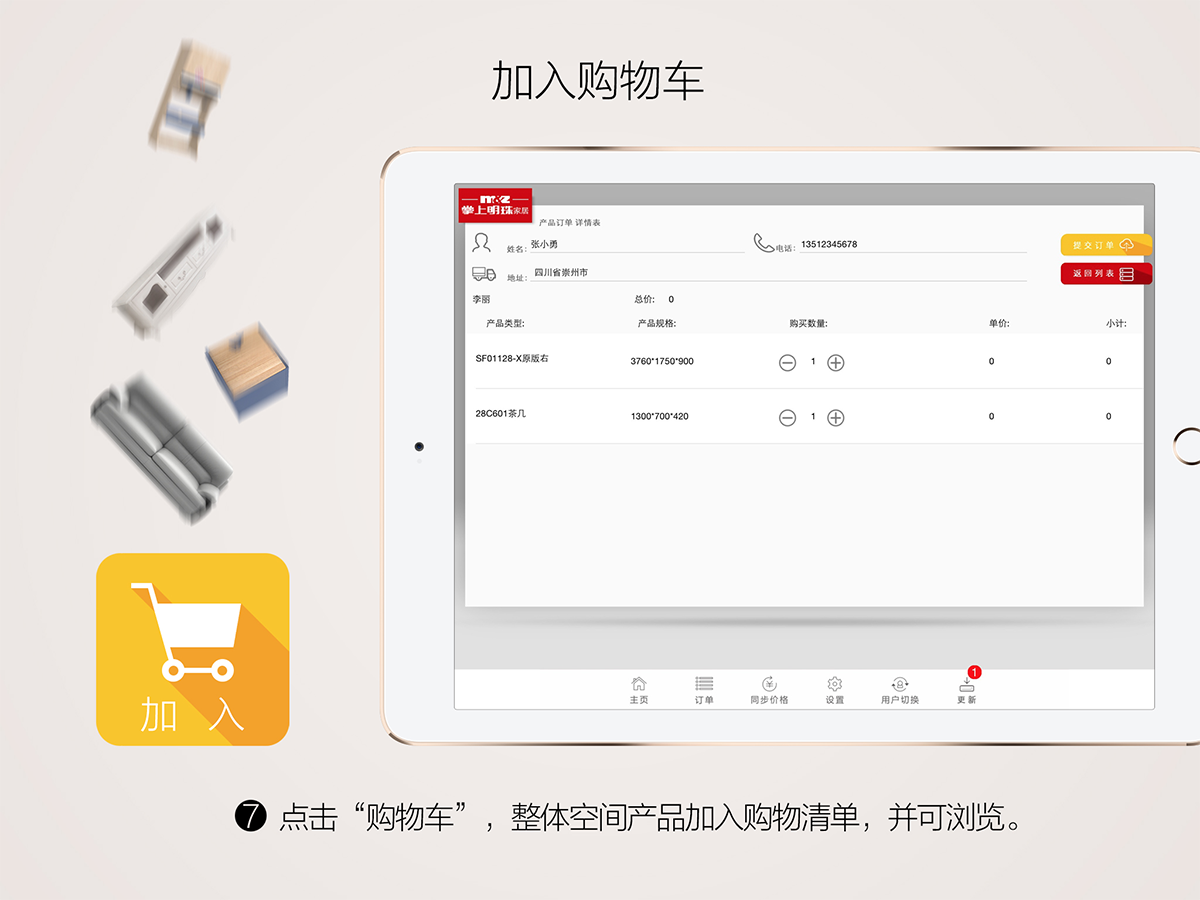 加入购物车
M&Z
掌上明珠家居
产品订单 详情表
姓名: 张小勇
电话: 13512345678
提交订单
地址: 四川省崇州市
返回列表
李丽 总价: 0
产品类型: 产品规格: 购买数量: 单价: 小计:
SF01128-X原版右 3760*1750*900 1 0 0
28C601茶几 1300*700*420 1 0 0
1
主页 订单 同步价格 设置 用户切换 更新
加入
7 点击“购物车”，整体空间产品加入购物清单，并可浏览。